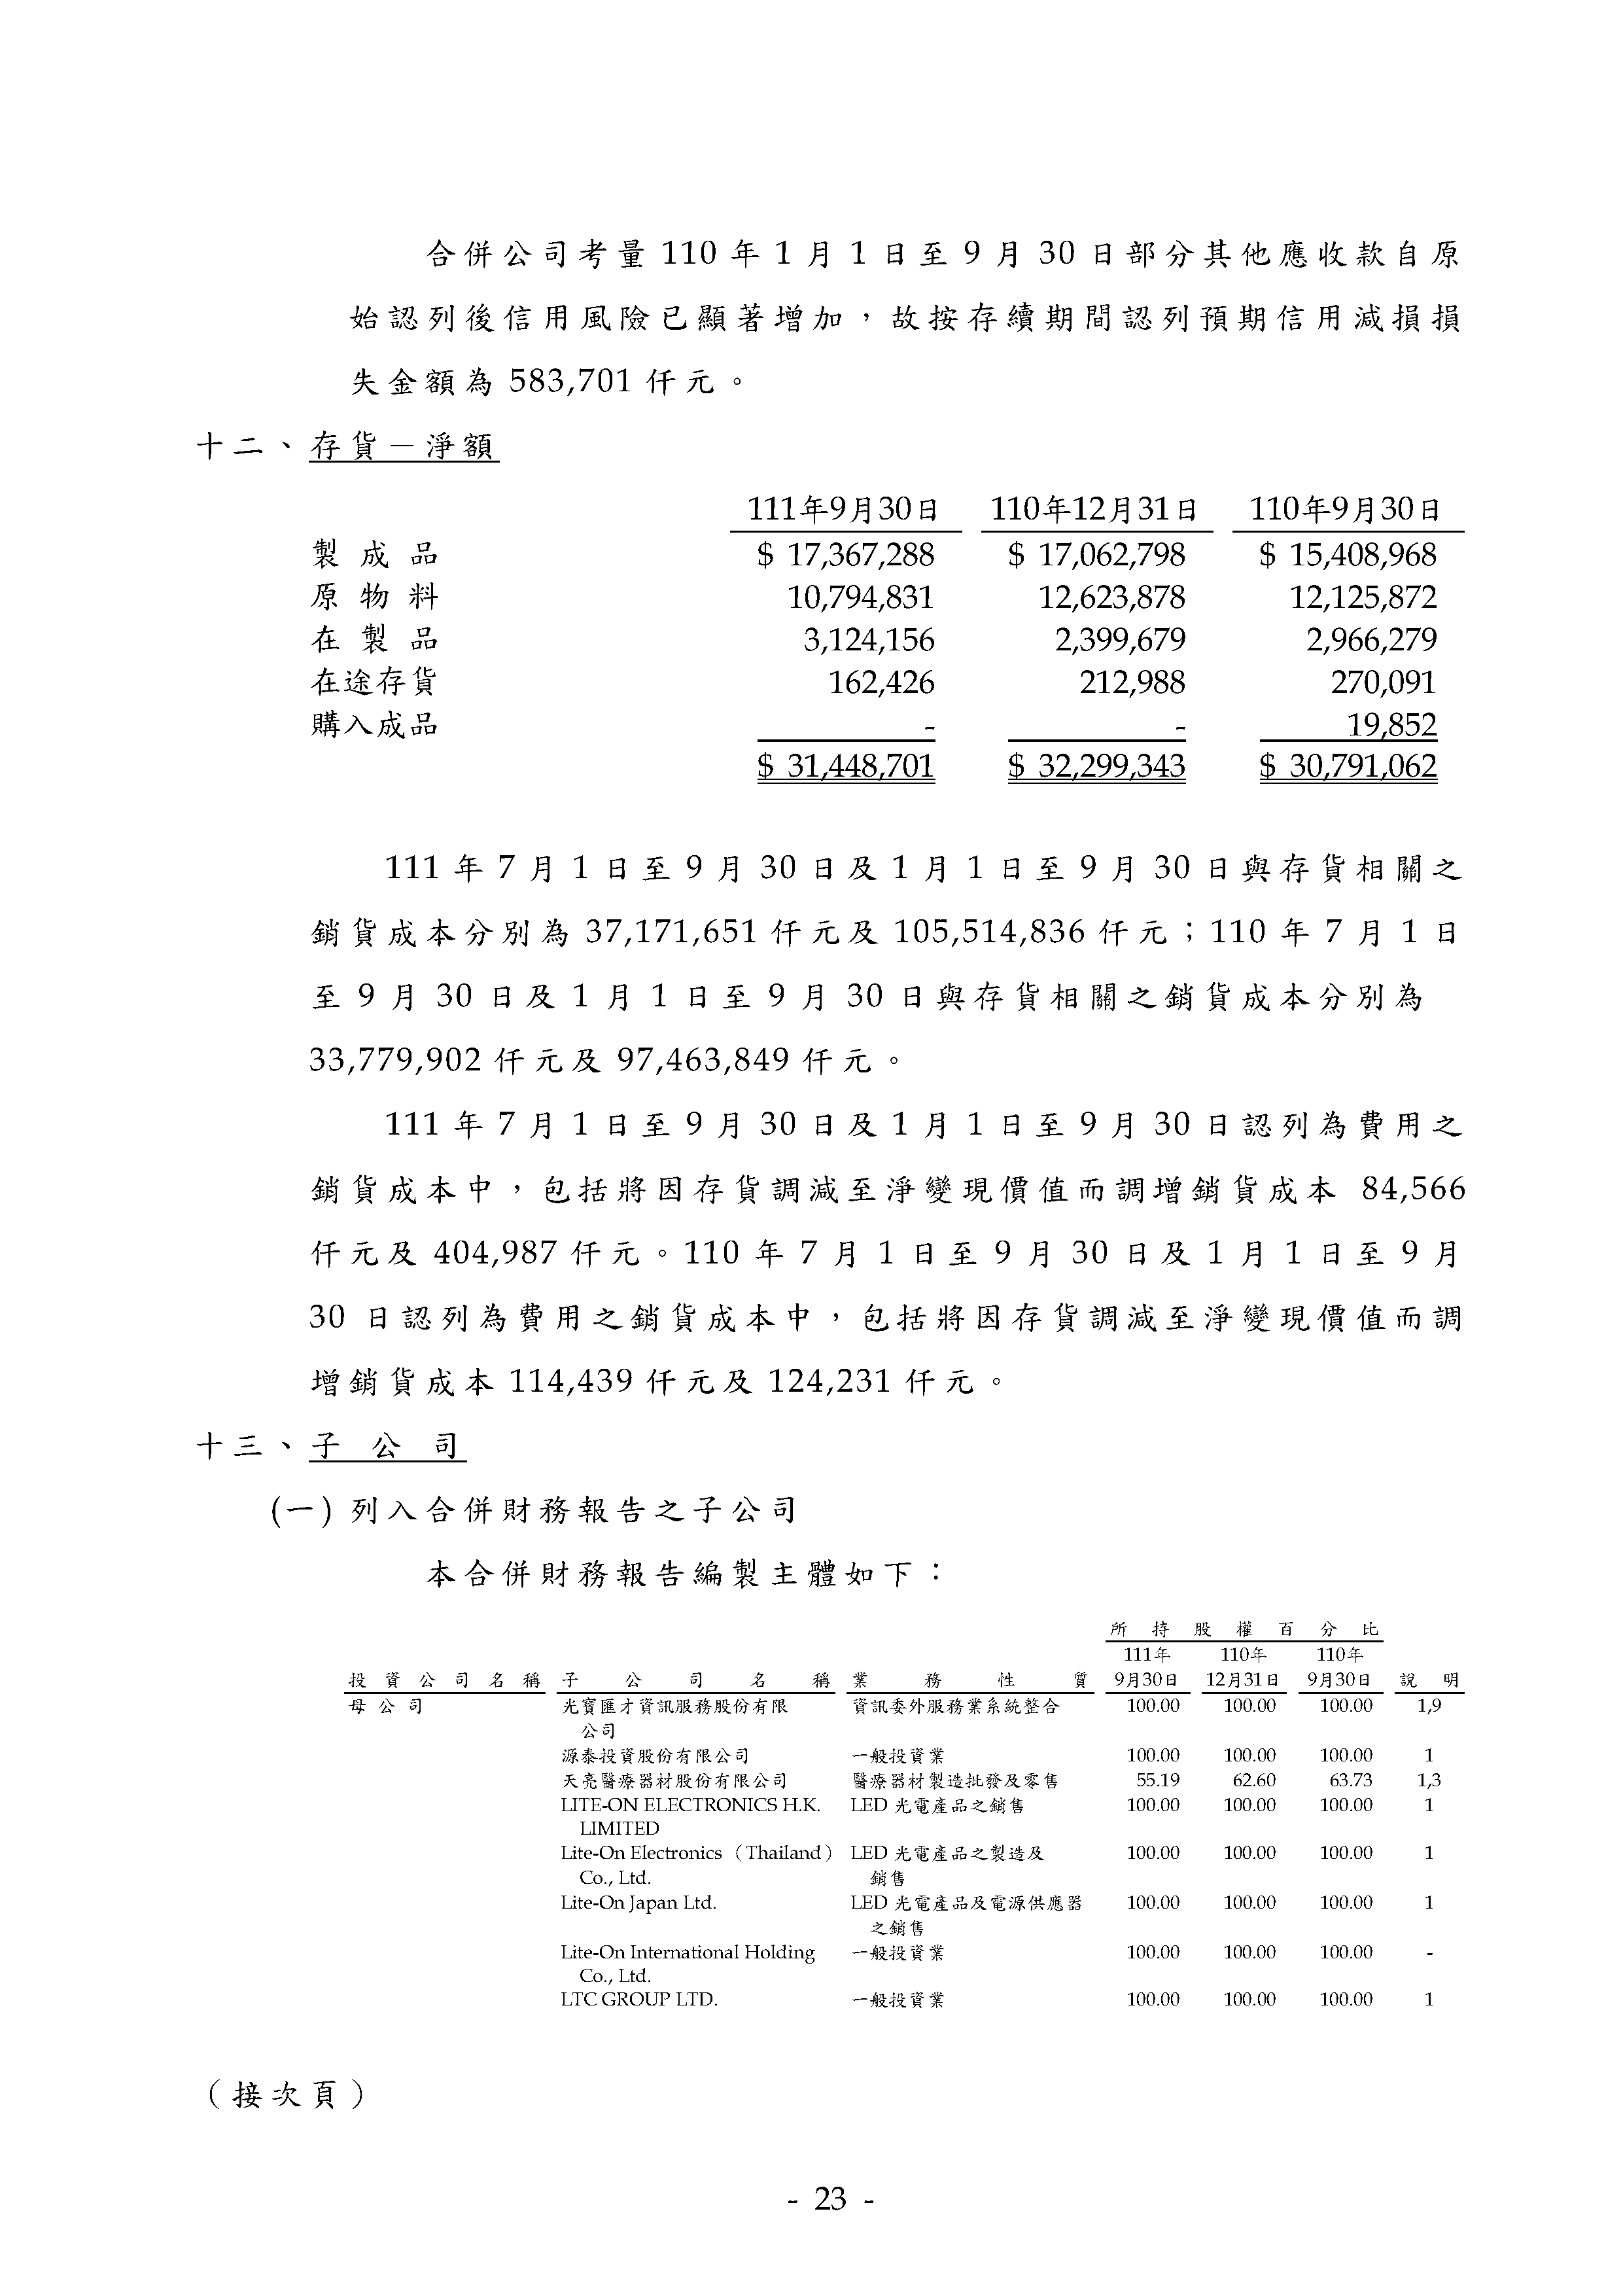 合併公司考量 110 年 1 月 1 日至 9 月 30 日部分其他應收款自原
始認列後信用風險已顯著增加，故按存續期間認列預期信用減損損
失金額為 583,701 仟元。
十二、存貨－淨額
111年9月30日 110年12月31日 110年9月30日
製成品 $ 17,367,288 $ 17,062,798 $ 15,408,968
原物料 10,794,831 12,623,878 12,125,872
在製品 3,124,156 2,399,679 2,966,279
在途存貨 162,426 212,988 270,091
購入成品 - - 19,852
$ 31,448,701 $ 32,299,343 $ 30,791,062
111 年 7 月 1 日至 9 月 30 日及 1 月 1 日至 9 月 30 日與存貨相關之
銷貨成本分別為 37,171,651 仟元及 105,514,836 仟元；110 年 7 月 1 日
至 9 月 30 日及 1 月 1 日至 9 月 30 日與存貨相關之銷貨成本分別為
33,779,902 仟元及 97,463,849 仟元。
111 年 7 月 1 日至 9 月 30 日及 1 月 1 日至 9 月 30 日認列為費用之
銷貨成本中，包括將因存貨調減至淨變現價值而調增銷貨成本 84,566
仟元及 404,987 仟元。110 年 7 月 1 日至 9 月 30 日及 1 月 1 日至 9 月
30 日認列為費用之銷貨成本中，包括將因存貨調減至淨變現價值而調
增銷貨成本 114,439 仟元及 124,231 仟元。
十三、子公司
(一) 列入合併財務報告之子公司
本合併財務報告編製主體如下：
所持股權百分比
111年 110年 110年
投資公司名稱 子公司名稱 業務性質 9月30日 12月31日 9月30日 說明
母公司 光寶匯才資訊服務股份有限 資訊委外服務業系統整合 100.00 100.00 100.00 1,9
公司
源泰投資股份有限公司 一般投資業 100.00 100.00 100.00 1
天亮醫療器材股份有限公司 醫療器材製造批發及零售 55.19 62.60 63.73 1,3
LITE-ON ELECTRONICS H.K. LED 光電產品之銷售 100.00 100.00 100.00 1
LIMITED
Lite-On Electronics（Thailand） LED 光電產品之製造及 100.00 100.00 100.00 1
Co., Ltd. 銷售
Lite-On Japan Ltd. LED 光電產品及電源供應器 100.00 100.00 100.00 1
之銷售
Lite-On International Holding 一般投資業 100.00 100.00 100.00 -
Co., Ltd.
LTC GROUP LTD. 一般投資業 100.00 100.00 100.00 1
（接次頁）
- 23 -